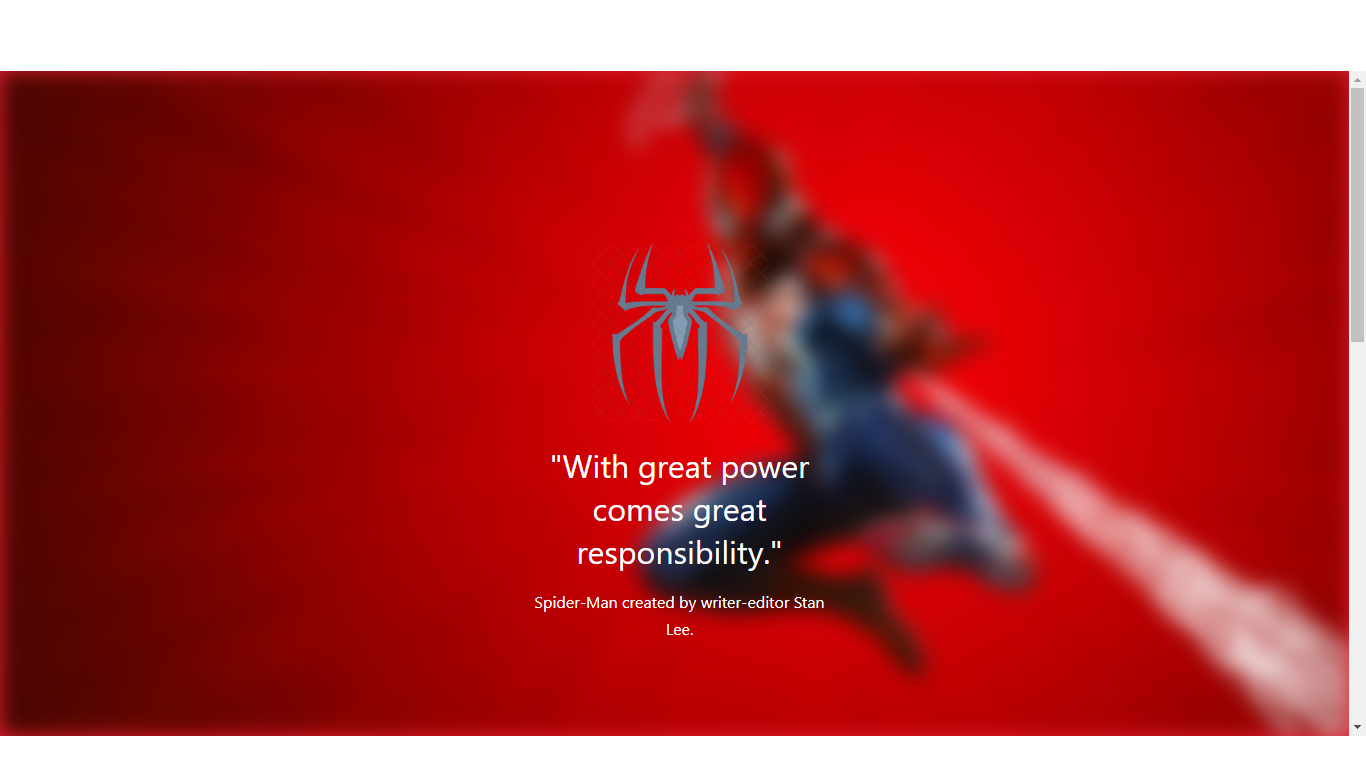 "With great power
comes great
responsibility."
Spider-Man created by writer-editor Stan
Lee.